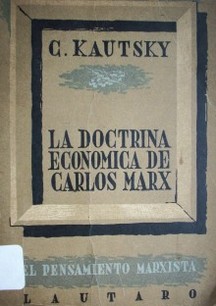 C. KAUTSKY
LA DOCTRINA
ECONOMICA DE
CARLOS MARX
EL PENSAMIENTO MARXISTA
LAUTARO